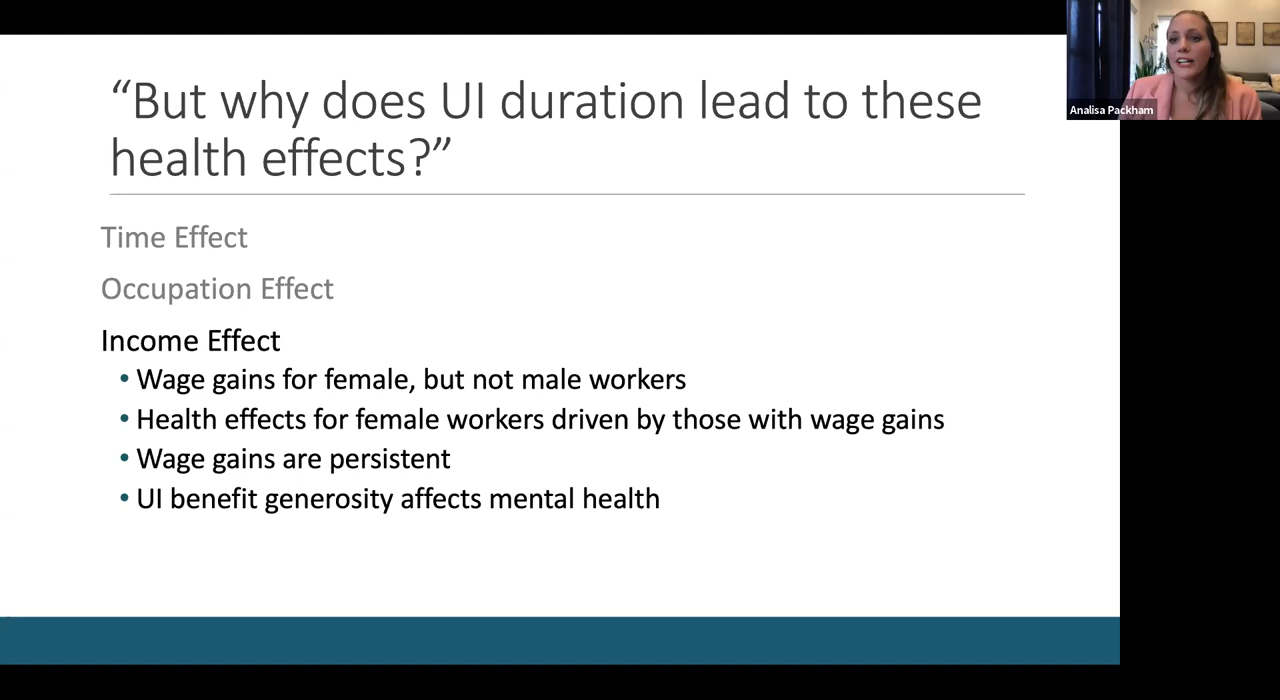 “But why does UI duration lead to these
health effects?”
Analisa Packham
Time Effect
Occupation Effect
Income Effect
• Wage gains for female, but not male workers
• Health effects for female workers driven by those with wage gains
• Wage gains are persistent
• UI benefit generosity affects mental health